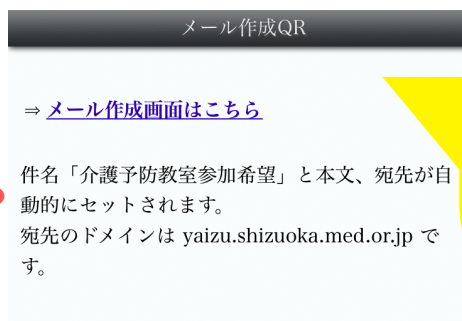 メール作成QR
⇒ メール作成画面はこちら
件名「介護予防教室参加希望」と本文、宛先が自
動的にセットされます。
宛先のドメインは yaizu.shizuoka.med.or.jp で
す。